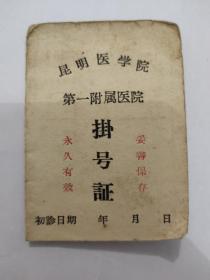 昆明医学院
第一附属医院
掛号証
永久有效
妥善保存
初診日期 年 月 日